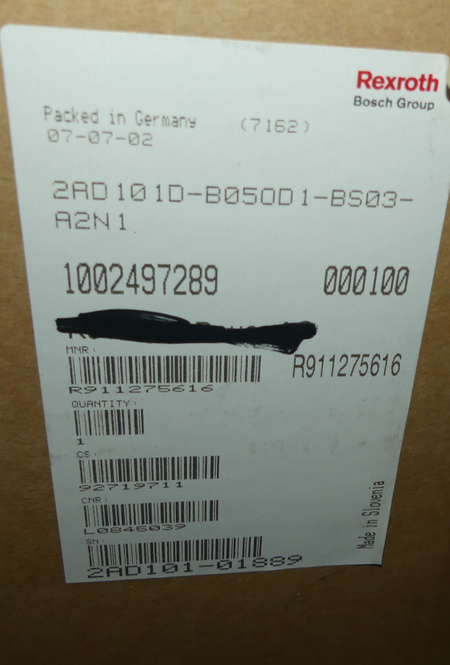 Rexroth
Bosch Group
Packed in Germany (7162)
07-07-02
2AD101D-B050D1-BS03-
A2N1
1002497289 000100
MNR:
R911275616 R911275616
QUANTITY:
1
CS:
92719711
CNR:
L0845039
SN:
2AD101-01889
Made in Slovenia